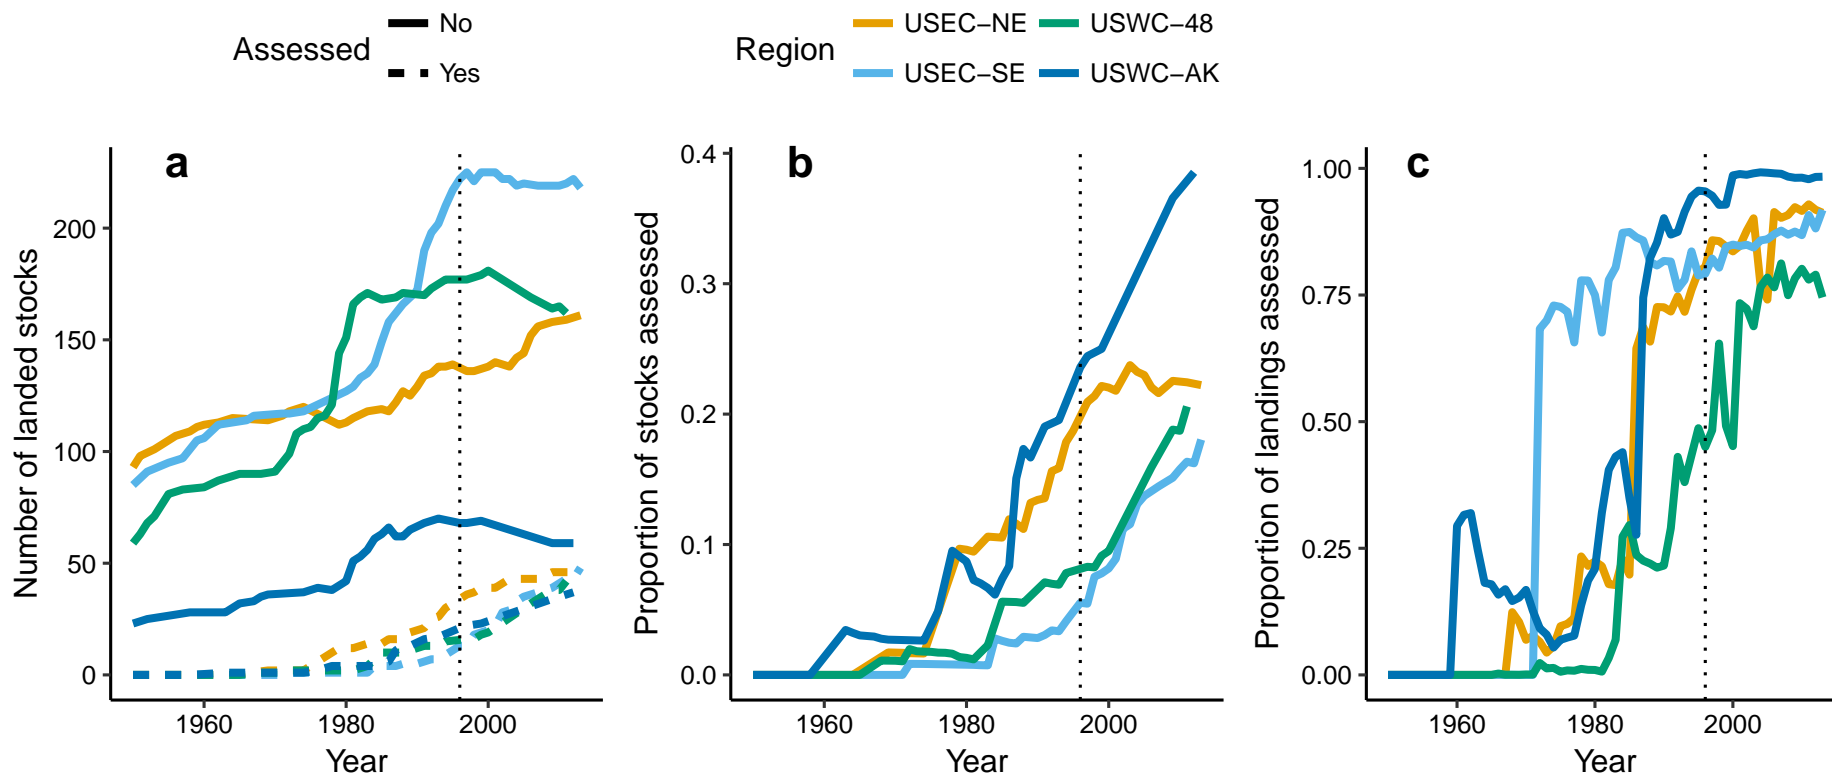 Assessed
No
Yes
Region
USEC−NE
USWC−48
USEC−SE
USWC−AK
a
Number of landed stocks
200
150
100
50
0
1960
1980
2000
Year
b
Proportion of stocks assessed
0.4
0.3
0.2
0.1
0.0
1960
1980
2000
Year
c
Proportion of landings assessed
1.00
0.75
0.50
0.25
0.00
1960
1980
2000
Year